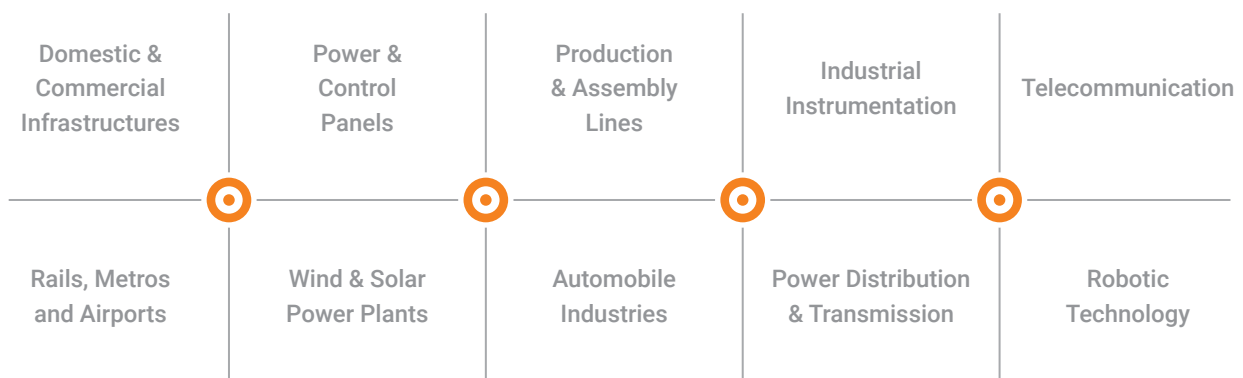 Domestic &
Commercial
Infrastructures
Power &
Control
Panels
Production
& Assembly
Lines
Industrial
Instrumentation
Telecommunication
Rails, Metros
and Airports
Wind & Solar
Power Plants
Automobile
Industries
Power Distribution
& Transmission
Robotic
Technology